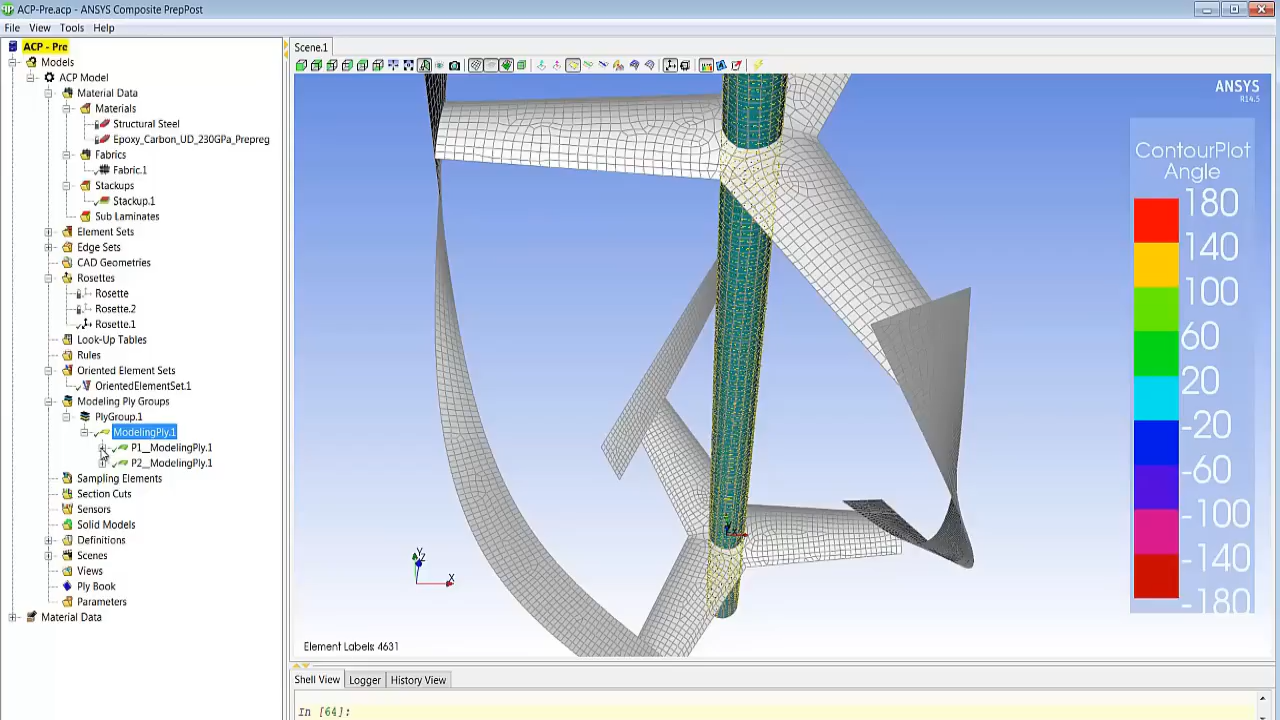 ACP-Pre.acp - ANSYS Composite PrepPost
File View Tools Help
ACP - Pre
Models
ACP Model
Material Data
Materials
Structural Steel
Epoxy_Carbon_UD_230GPa_Prepreg
Fabrics
Fabric.1
Stackups
Stackup.1
Sub Laminates
Element Sets
Edge Sets
CAD Geometries
Rosettes
Rosette
Rosette.2
Rosette.1
Look-Up Tables
Rules
Oriented Element Sets
OrientedElementSet.1
Modeling Ply Groups
PlyGroup.1
ModelingPly.1
P1__ModelingPly.1
P2__ModelingPly.1
Sampling Elements
Section Cuts
Sensors
Solid Models
Definitions
Scenes
Views
Ply Book
Parameters
Material Data
Scene.1
ANSYS
R14.5
ContourPlot
Angle
180
140
100
60
20
-20
-60
-100
-140
-180
Y
Z
X
Element Labels: 4631
Shell View Logger History View
In [64]: